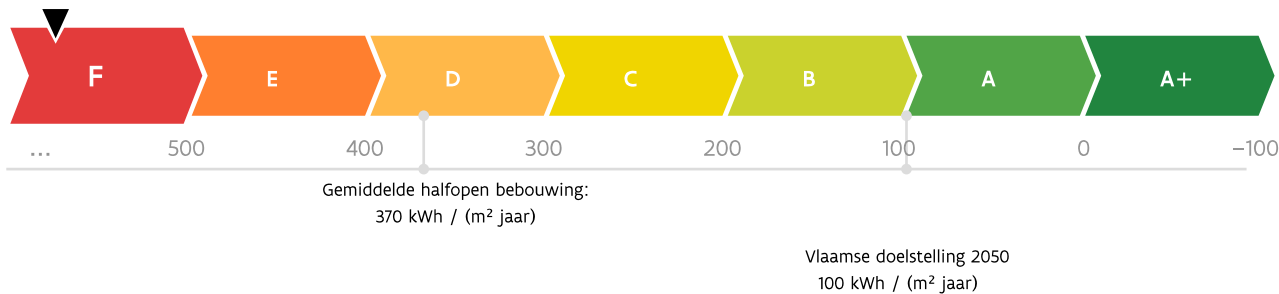 F E D C B A A+
... 500 400 300 200 100 0 −100
Gemiddelde halfopen bebouwing:
370 kWh / (m² jaar)
Vlaamse doelstelling 2050
100 kWh / (m² jaar)